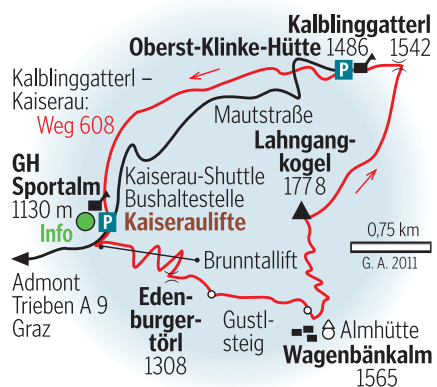 Kalblinggatterl
Oberst-Klinke-Hütte 1486
1542
P
Kalblinggatterl –
Kaiserau:
Weg 608
Mautstraße
Lahngang-
kogel
1778
GH
Sportalm
1130 m
Info
P
Kaiserau-Shuttle
Bushaltestelle
Kaiseraulifte
0,75 km
G. A. 2011
Brunntallift
Admont
Trieben A 9
Graz
Eden-
burger-
törl
1308
Gustl-
steig
Almhütte
Wagenbänkalm
1565